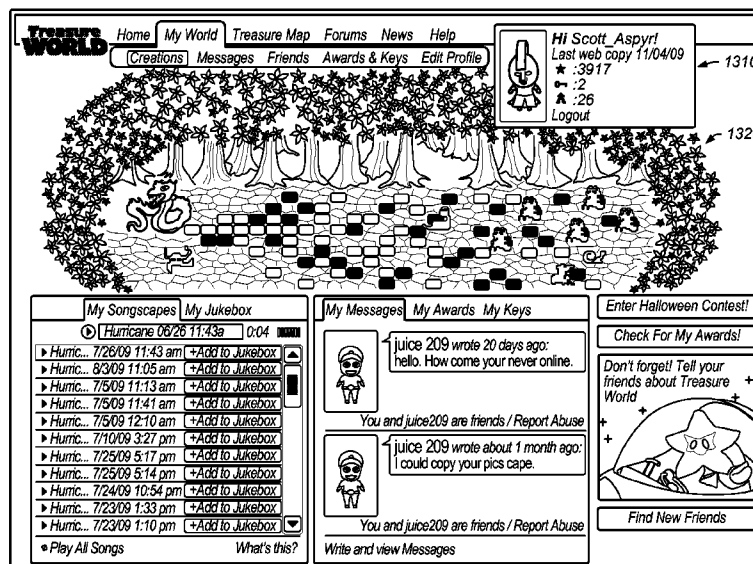 Treasure
WORLD
Home My World Treasure Map Forums News Help
Creations Messages Friends Awards & Keys Edit Profile
Hi Scott_Aspyr!
Last web copy 11/04/09
:3917
:2
:26
Logout
1310
132
My Songscapes My Jukebox
Hurricane 06/26 11:43a 0:04
Hurric... 7/26/09 11:43 am +Add to Jukebox
Hurric... 8/3/09 11:05 am +Add to Jukebox
Hurric... 7/5/09 11:13 am +Add to Jukebox
Hurric... 7/5/09 11:41 am +Add to Jukebox
Hurric... 7/5/09 12:10 am +Add to Jukebox
Hurric... 7/10/09 3:27 pm +Add to Jukebox
Hurric... 7/25/09 5:17 pm +Add to Jukebox
Hurric... 7/25/09 5:14 pm +Add to Jukebox
Hurric... 7/24/09 10:54 pm +Add to Jukebox
Hurric... 7/23/09 1:33 pm +Add to Jukebox
Hurric... 7/23/09 1:10 pm +Add to Jukebox
Play All Songs What's this?
My Messages My Awards My Keys
juice 209 wrote 20 days ago:
hello. How come your never online.
You and juice209 are friends / Report Abuse
juice 209 wrote about 1 month ago:
i could copy your pics cape.
You and juice209 are friends / Report Abuse
Write and view Messages
Enter Halloween Contest!
Check For My Awards!
Don't forget! Tell your
friends about Treasure
World
Find New Friends